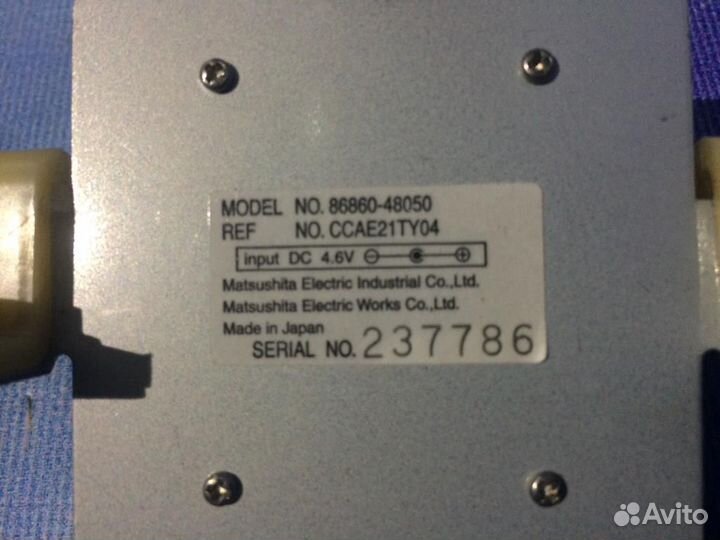 MODEL NO. 86860-48050
REF NO. CCAE21TY04
input DC 4.6V
Matsushita Electric Industrial Co.,Ltd.
Matsushita Electric Works Co.,Ltd.
Made in Japan
SERIAL NO. 237786
Avito